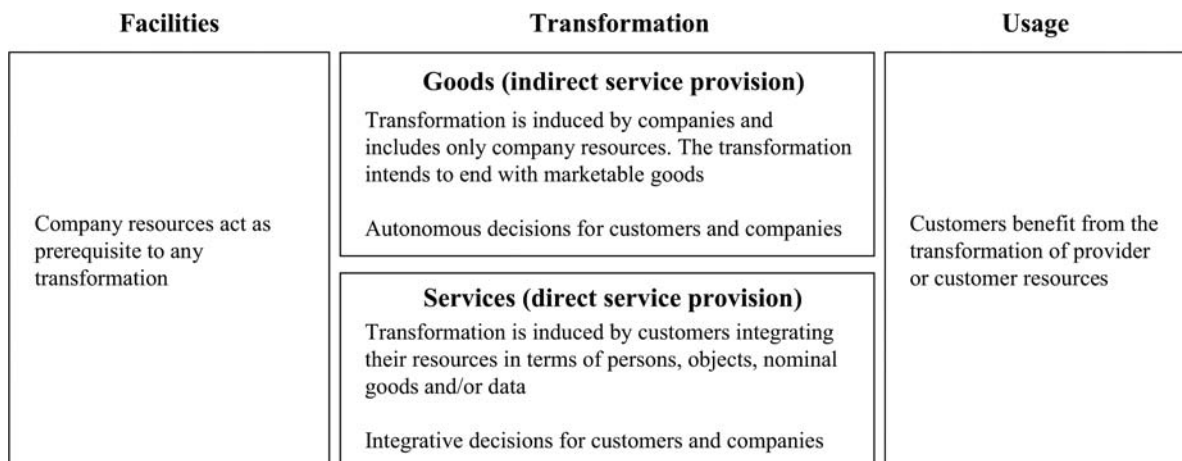 Facilities
Transformation
Usage
Company resources act as
prerequisite to any
transformation
Goods (indirect service provision)
Transformation is induced by companies and
includes only company resources. The transformation
intends to end with marketable goods
Autonomous decisions for customers and companies
Services (direct service provision)
Transformation is induced by customers integrating
their resources in terms of persons, objects, nominal
goods and/or data
Integrative decisions for customers and companies
Customers benefit from the
transformation of provider
or customer resources